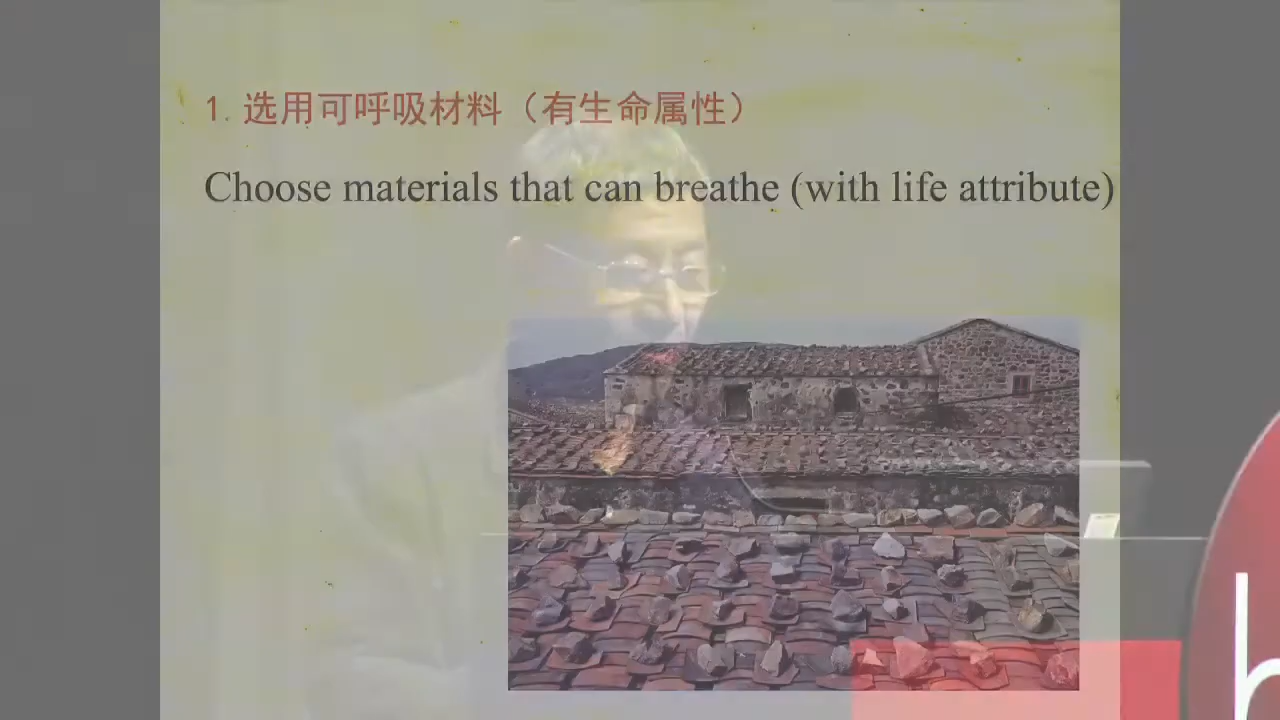 1. 选用可呼吸材料（有生命属性）
Choose materials that can breathe (with life attribute)
h